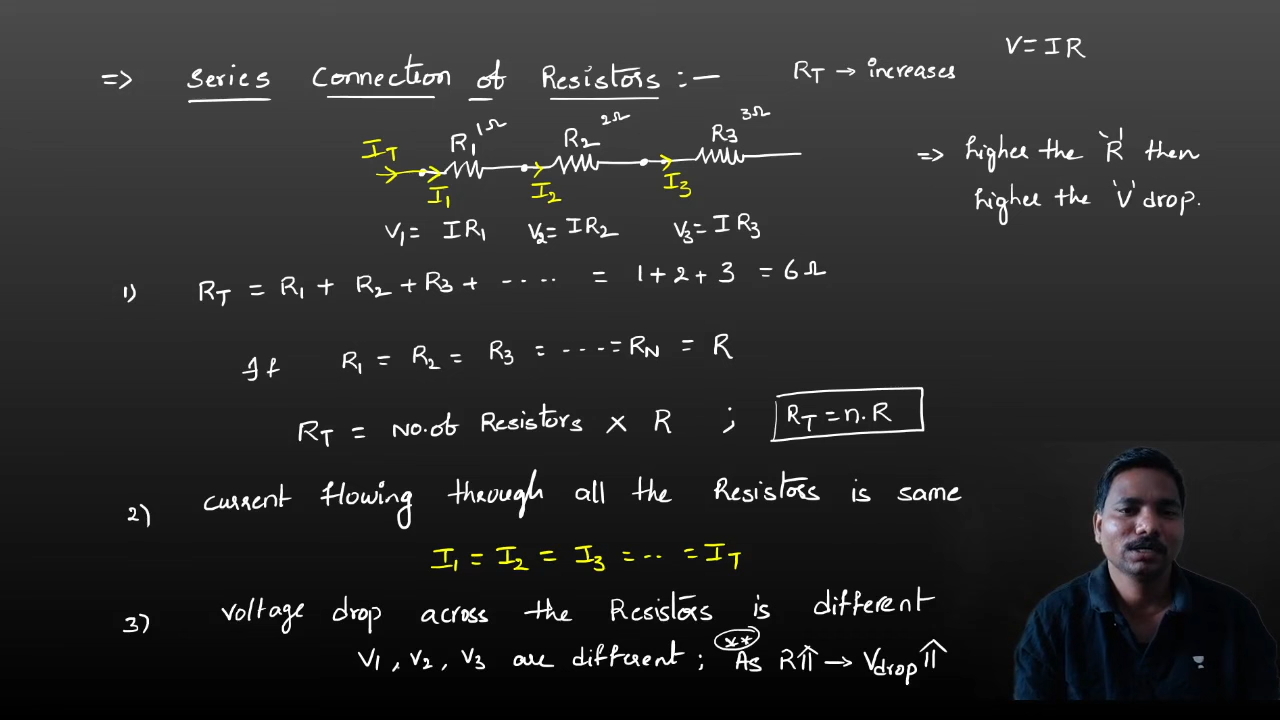 => Series Connection of Resistors :-
V = IR
RT → increases
1Ω 2Ω 3Ω
IT R1 R2 R3
I1 I2 I3
=> higher the 'R' then
higher the 'V' drop.
V1 = IR1 V2 = IR2 V3 = IR3
1) RT = R1 + R2 + R3 + ..... = 1 + 2 + 3 = 6Ω
If R1 = R2 = R3 = ..... = RN = R
RT = No.of Resistors × R ; RT = n.R
2) current flowing through all the Resistors is same
I1 = I2 = I3 = .. = IT
3) voltage drop across the Resistors is different
V1, V2, V3 are different ; ** As R⇑ → Vdrop ⇑